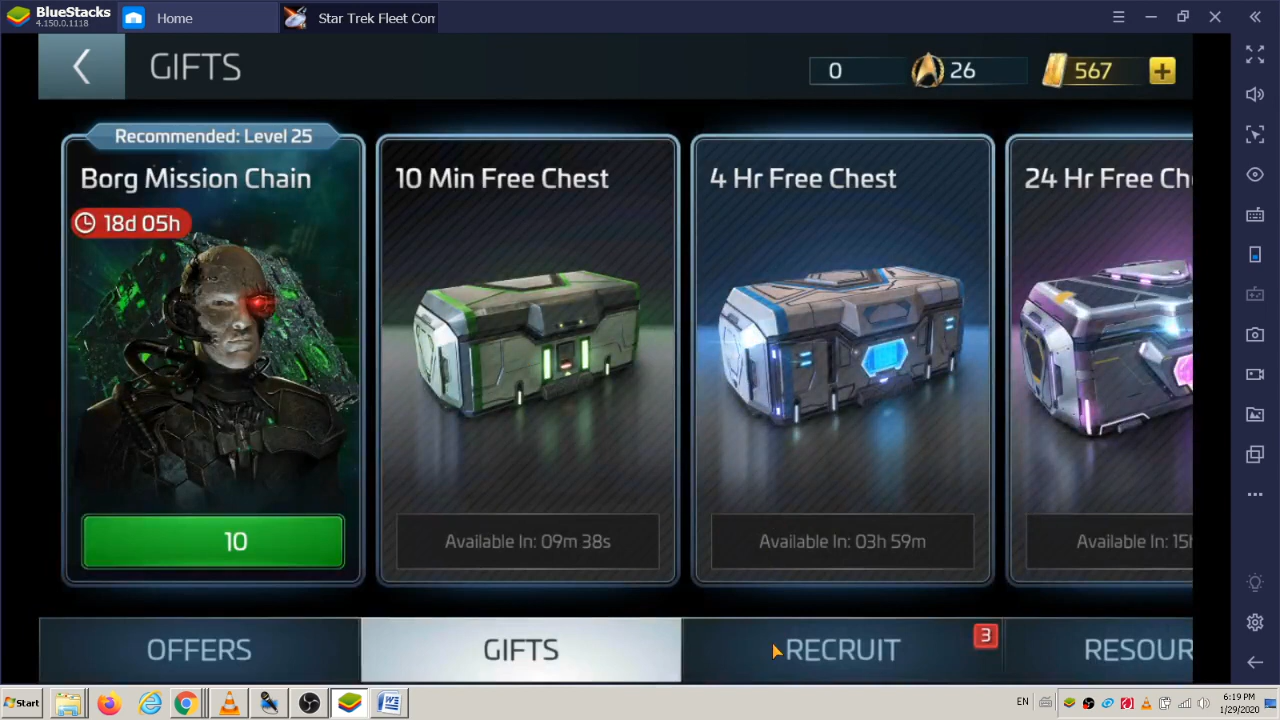 BlueStacks
4.150.0.1118
Home
Star Trek Fleet Com
GIFTS
0
26
567
Recommended: Level 25
Borg Mission Chain
18d 05h
10
10 Min Free Chest
Available In: 09m 38s
4 Hr Free Chest
Available In: 03h 59m
24 Hr Free Ch
Available In: 15h
OFFERS
GIFTS
RECRUIT
3
RESOUR
Start
EN
6:19 PM
1/29/2020